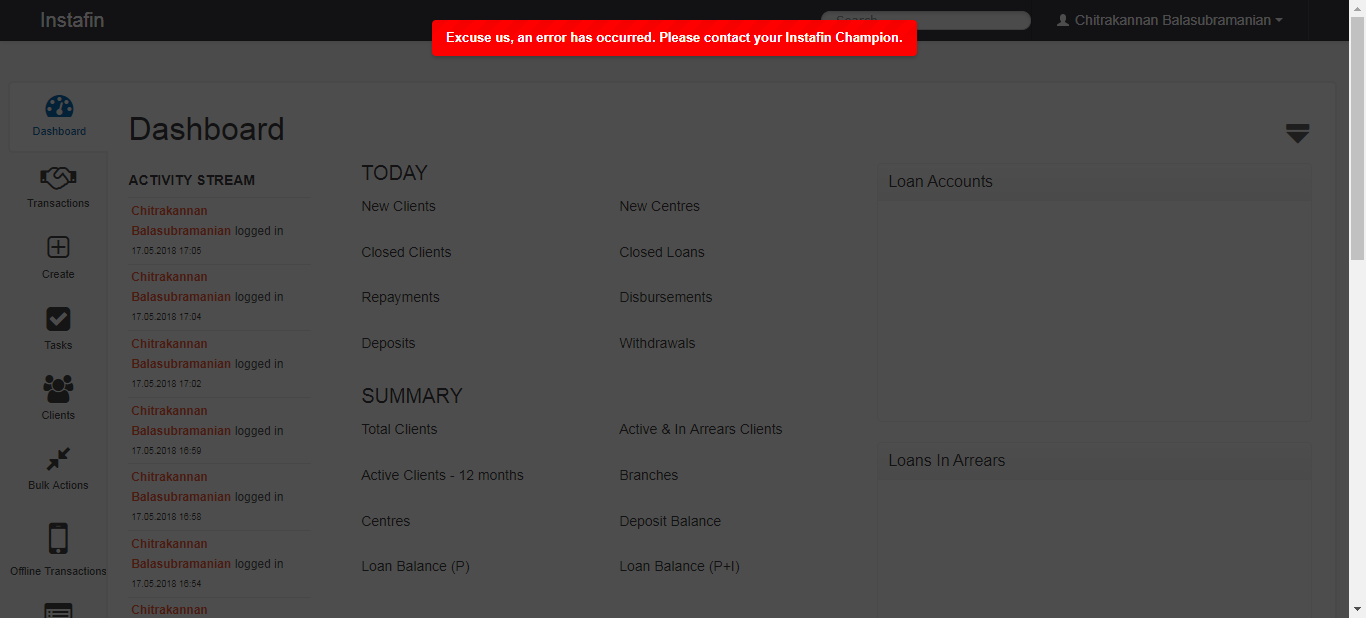 Instafin
Search
Chitrakannan Balasubramanian
Excuse us, an error has occurred. Please contact your Instafin Champion.
Dashboard
Transactions
Create
Tasks
Clients
Bulk Actions
Offline Transactions
Dashboard
ACTIVITY STREAM
Chitrakannan
Balasubramanian logged in
17.05.2018 17:05
Chitrakannan
Balasubramanian logged in
17.05.2018 17:04
Chitrakannan
Balasubramanian logged in
17.05.2018 17:02
Chitrakannan
Balasubramanian logged in
17.05.2018 16:59
Chitrakannan
Balasubramanian logged in
17.05.2018 16:58
Chitrakannan
Balasubramanian logged in
17.05.2018 16:54
Chitrakannan
TODAY
New Clients
New Centres
Closed Clients
Closed Loans
Repayments
Disbursements
Deposits
Withdrawals
SUMMARY
Total Clients
Active & In Arrears Clients
Active Clients - 12 months
Branches
Centres
Deposit Balance
Loan Balance (P)
Loan Balance (P+I)
Loan Accounts
Loans In Arrears